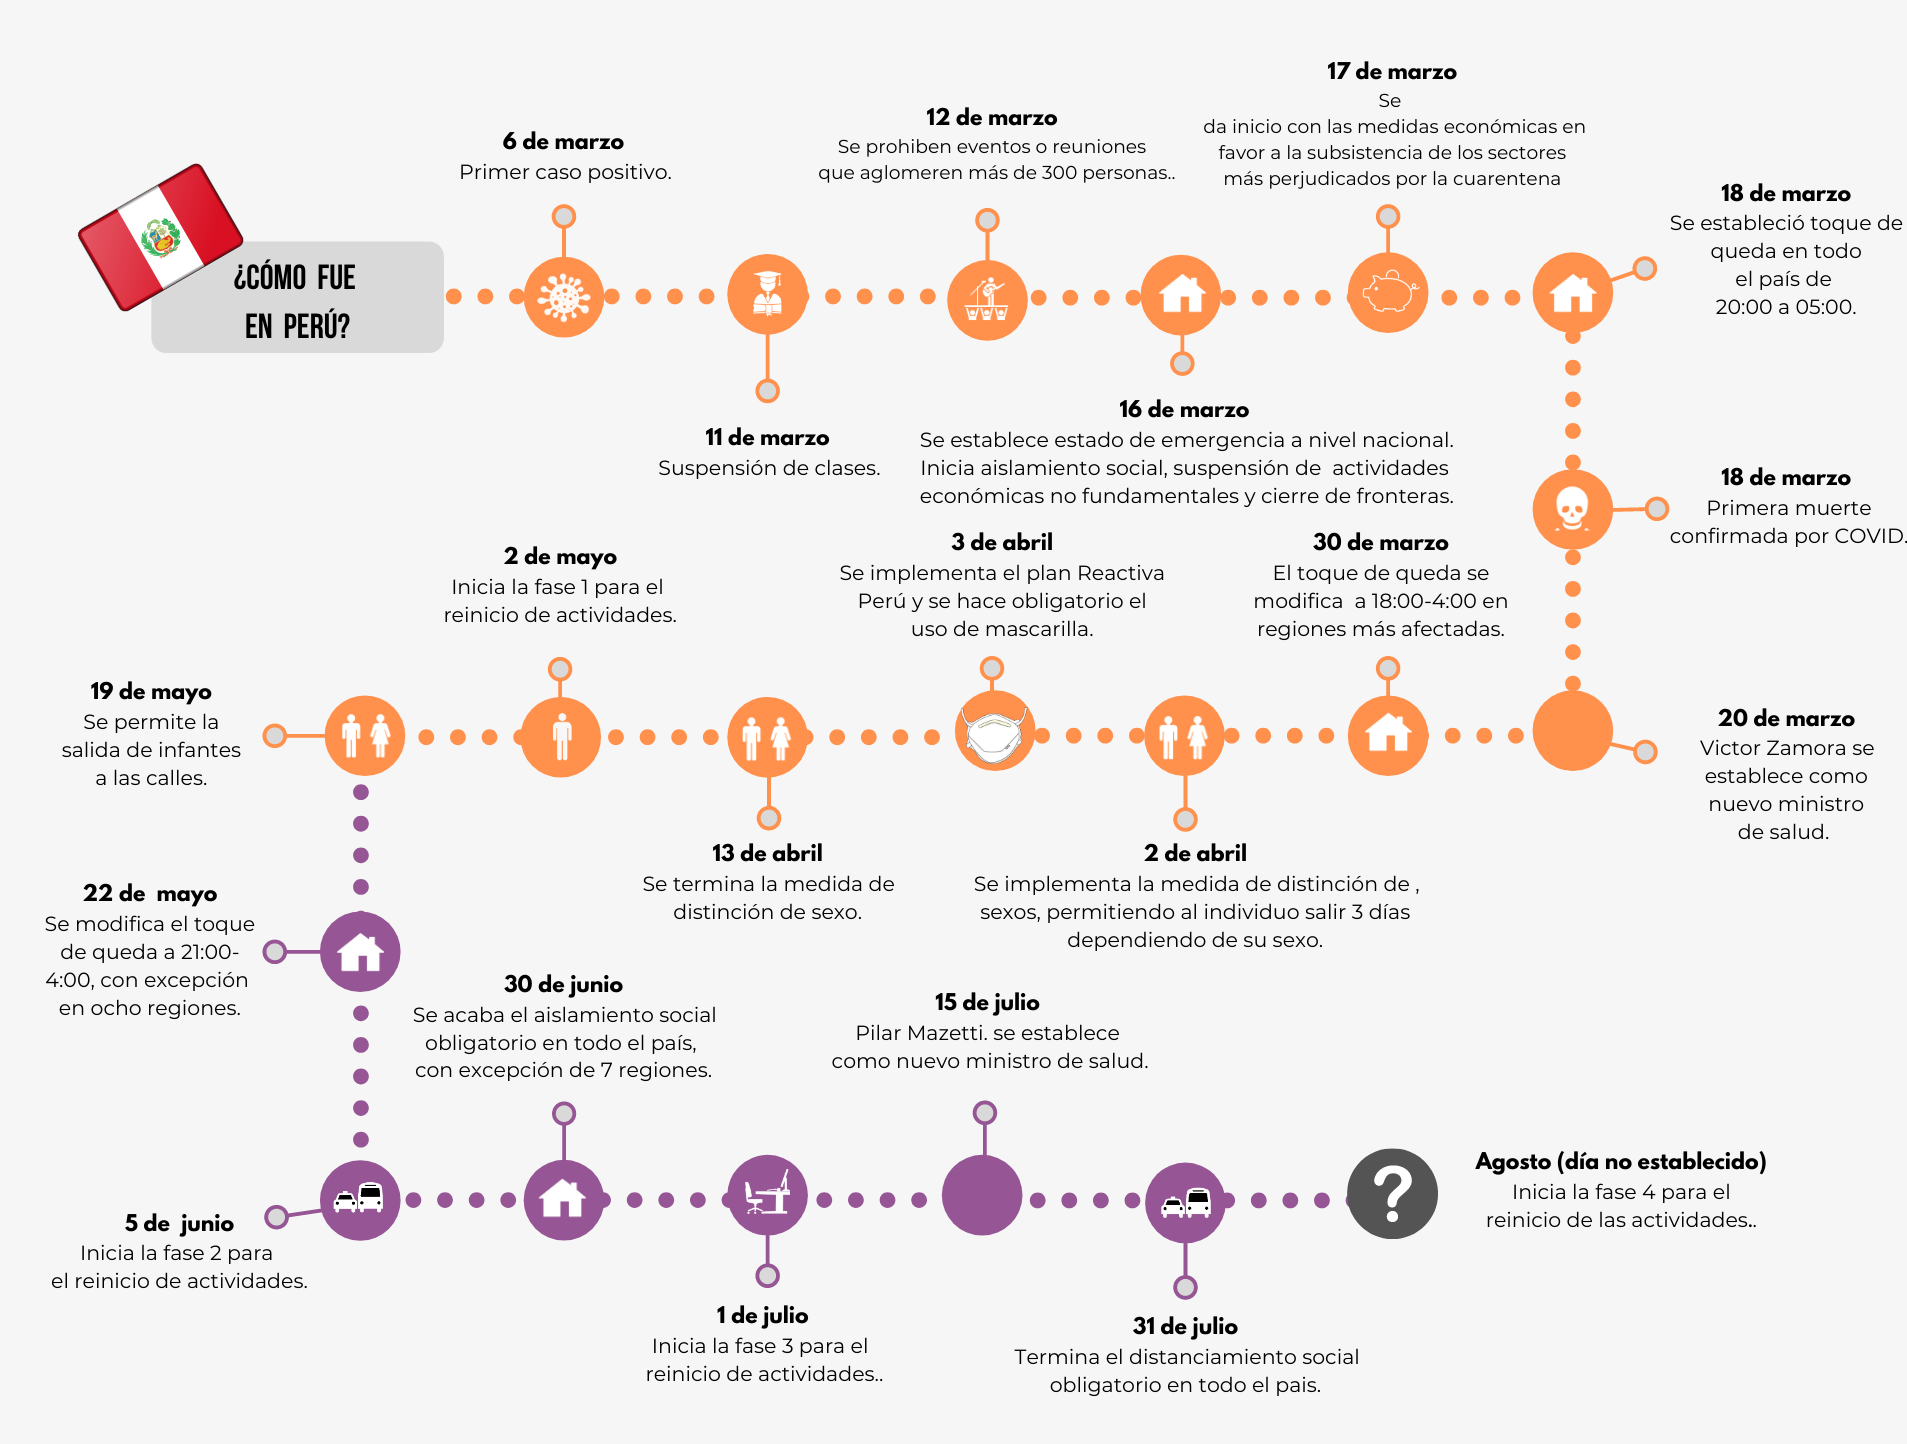 ¿CÓMO FUE
EN PERÚ?
6 de marzo
Primer caso positivo.
11 de marzo
Suspensión de clases.
12 de marzo
Se prohiben eventos o reuniones
que aglomeren más de 300 personas..
16 de marzo
Se establece estado de emergencia a nivel nacional.
Inicia aislamiento social, suspensión de actividades
económicas no fundamentales y cierre de fronteras.
17 de marzo
Se
da inicio con las medidas económicas en
favor a la subsistencia de los sectores
más perjudicados por la cuarentena
18 de marzo
Se estableció toque de
queda en todo
el país de
20:00 a 05:00.
18 de marzo
Primera muerte
confirmada por COVID.
20 de marzo
Victor Zamora se
establece como
nuevo ministro
de salud.
30 de marzo
El toque de queda se
modifica a 18:00-4:00 en
regiones más afectadas.
2 de abril
Se implementa la medida de distinción de ,
sexos, permitiendo al individuo salir 3 días
dependiendo de su sexo.
3 de abril
Se implementa el plan Reactiva
Perú y se hace obligatorio el
uso de mascarilla.
13 de abril
Se termina la medida de
distinción de sexo.
2 de mayo
Inicia la fase 1 para el
reinicio de actividades.
19 de mayo
Se permite la
salida de infantes
a las calles.
22 de mayo
Se modifica el toque
de queda a 21:00-
4:00, con excepción
en ocho regiones.
5 de junio
Inicia la fase 2 para
el reinicio de actividades.
30 de junio
Se acaba el aislamiento social
obligatorio en todo el país,
con excepción de 7 regiones.
1 de julio
Inicia la fase 3 para el
reinicio de actividades..
15 de julio
Pilar Mazetti. se establece
como nuevo ministro de salud.
31 de julio
Termina el distanciamiento social
obligatorio en todo el pais.
?
Agosto (día no establecido)
Inicia la fase 4 para el
reinicio de las actividades..